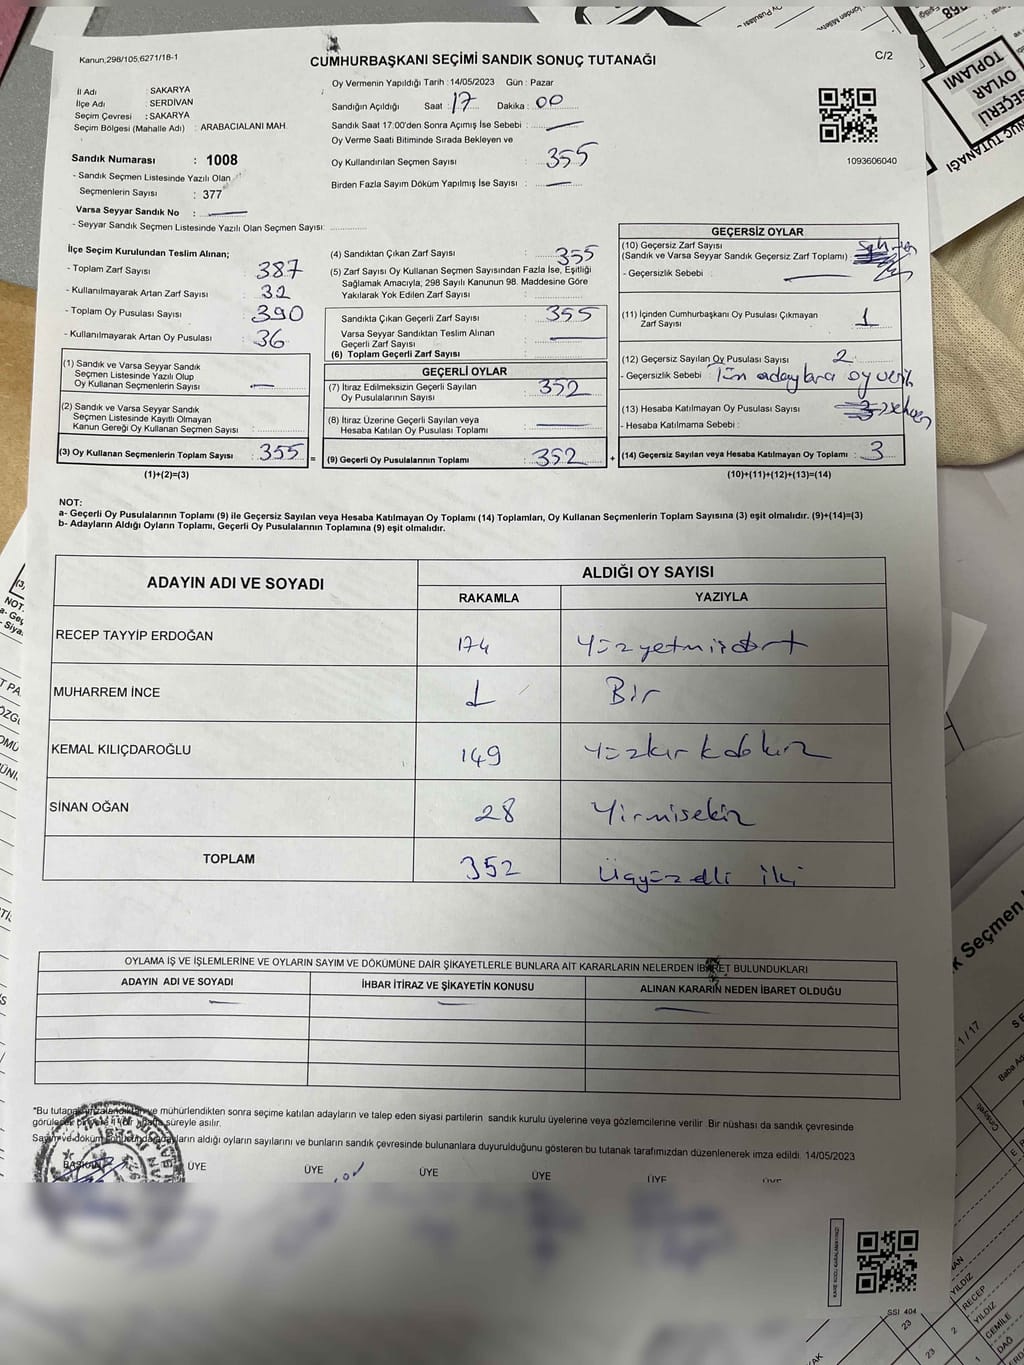 Kanun,298/105,6271/18-1
CUMHURBAŞKANI SEÇİMİ SANDIK SONUÇ TUTANAĞI
C/2
İl Adı : SAKARYA
İlçe Adı : SERDİVAN
Seçim Çevresi : SAKARYA
Seçim Bölgesi (Mahalle Adı) : ARABACIALANI MAH.
Oy Vermenin Yapıldığı Tarih : 14/05/2023 Gün : Pazar
Sandığın Açıldığı Saat : 17 Dakika : 00
Sandık Saat 17.00'den Sonra Açımış İse Sebebi : —
Oy Verme Saati Bitiminde Sırada Bekleyen ve
Oy Kullandırılan Seçmen Sayısı : 355
Birden Fazla Sayım Döküm Yapılmış İse Sayısı : —
1093606040
Sandık Numarası : 1008
- Sandık Seçmen Listesinde Yazılı Olan
Seçmenlerin Sayısı : 377
Varsa Seyyar Sandık No : —
- Seyyar Sandık Seçmen Listesinde Yazılı Olan Seçmen Sayısı:
İlçe Seçim Kurulundan Teslim Alınan;
- Toplam Zarf Sayısı : 387
- Kullanılmayarak Artan Zarf Sayısı : 32
- Toplam Oy Pusulası Sayısı : 390
- Kullanılmayarak Artan Oy Pusulası : 36
(1) Sandık ve Varsa Seyyar Sandık
Seçmen Listesinde Yazılı Olup
Oy Kullanan Seçmenlerin Sayısı : —
(2) Sandık ve Varsa Seyyar Sandık
Seçmen Listesinde Kayıtlı Olmayan
Kanun Gereği Oy Kullanan Seçmen Sayısı :
(3) Oy Kullanan Seçmenlerin Toplam Sayısı : 355
(1)+(2)=(3)
(4) Sandıktan Çıkan Zarf Sayısı : 355
(5) Zarf Sayısı Oy Kullanan Seçmen Sayısından Fazla İse, Eşitliği
Sağlamak Amacıyla, 298 Sayılı Kanunun 98. Maddesine Göre
Yakılarak Yok Edilen Zarf Sayısı :
Sandıkta Çıkan Geçerli Zarf Sayısı : 355
Varsa Seyyar Sandıktan Teslim Alınan
Geçerli Zarf Sayısı : —
(6) Toplam Geçerli Zarf Sayısı :
GEÇERLİ OYLAR
(7) İtiraz Edilmeksizin Geçerli Sayılan
Oy Pusulalarının Sayısı : 352
(8) İtiraz Üzerine Geçerli Sayılan veya
Hesaba Katılan Oy Pusulası Toplamı : —
= (9) Geçerli Oy Pusulalarının Toplamı : 352 +
GEÇERSİZ OYLAR
(10) Geçersiz Zarf Sayısı
(Sandık ve Varsa Seyyar Sandık Geçersiz Zarf Toplamı) :
- Geçersizlik Sebebi : —
(11) İçinden Cumhurbaşkanı Oy Pusulası Çıkmayan
Zarf Sayısı : 1
(12) Geçersiz Sayılan Oy Pusulası Sayısı : 2
- Geçersizlik Sebebi : Tüm adaylara oy verili
(13) Hesaba Katılmayan Oy Pusulası Sayısı :
- Hesaba Katılmama Sebebi :
(14) Geçersiz Sayılan veya Hesaba Katılmayan Oy Toplamı : 3
(10)+(11)+(12)+(13)=(14)
NOT:
a- Geçerli Oy Pusulalarının Toplamı (9) ile Geçersiz Sayılan veya Hesaba Katılmayan Oy Toplamı (14) Toplamları, Oy Kullanan Seçmenlerin Toplam Sayısına (3) eşit olmalıdır. (9)+(14)=(3)
b- Adayların Aldığı Oyların Toplamı, Geçerli Oy Pusulalarının Toplamına (9) eşit olmalıdır.
ADAYIN ADI VE SOYADI ALDIĞI OY SAYISI
RAKAMLA YAZIYLA
RECEP TAYYİP ERDOĞAN 174 Yüzyetmişdört
MUHARREM İNCE 1 Bir
KEMAL KILIÇDAROĞLU 149 Yüzkırkdokuz
SİNAN OĞAN 28 Yirmisekiz
TOPLAM 352 Üçyüzelli iki
OYLAMA İŞ VE İŞLEMLERİNE VE OYLARIN SAYIM VE DÖKÜMÜNE DAİR ŞİKAYETLERLE BUNLARA AİT KARARLARIN NELERDEN İBARET BULUNDUKLARI
ADAYIN ADI VE SOYADI İHBAR İTİRAZ VE ŞİKAYETİN KONUSU ALINAN KARARIN NEDEN İBARET OLDUĞU
— — —
*Bu tutanak imzalandıktan ve mühürlendikten sonra seçime katılan adayların ve talep eden siyasi partilerin sandık kurulu üyelerine veya gözlemcilerine verilir. Bir nüshası da sandık çevresinde
süreyle asılır.
adayların aldığı oyların sayılarını ve bunların sandık çevresinde bulunanlara duyurulduğunu gösteren bu tutanak tarafımızdan düzenlenerek imza edildi. 14/05/2023
BAŞKAN ÜYE ÜYE ÜYE ÜYE ÜYE ÜYE
SSI 404
GEÇERLİ
OYLAR
TOPLAMI